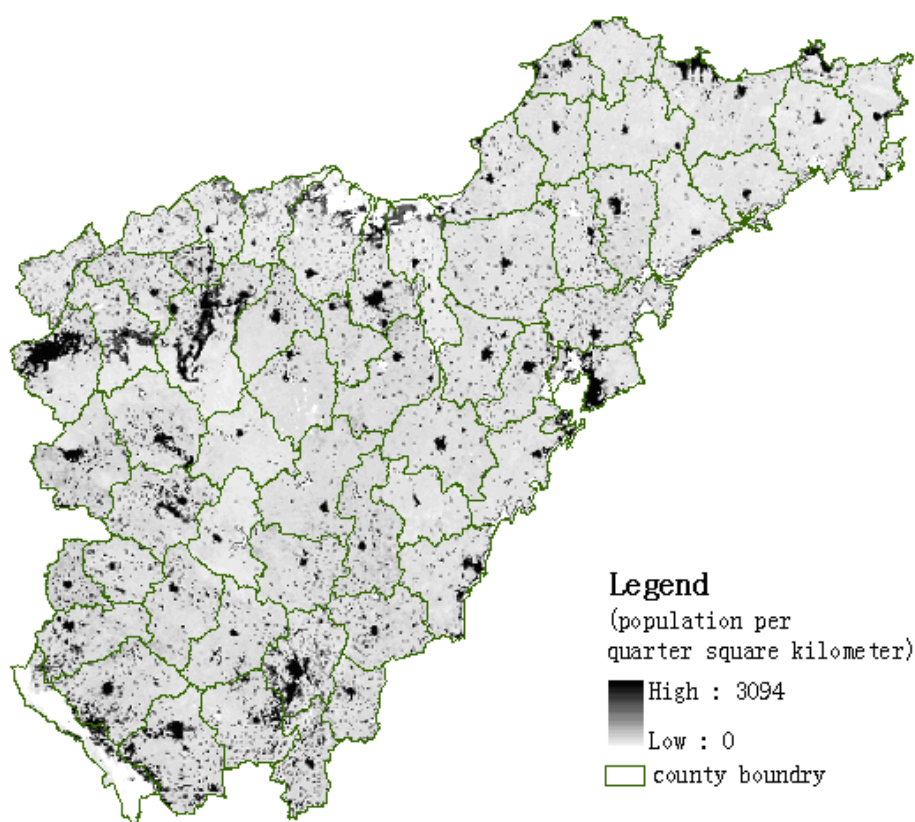 Legend
(population per
quarter square kilometer)
High : 3094
Low : 0
county boundry